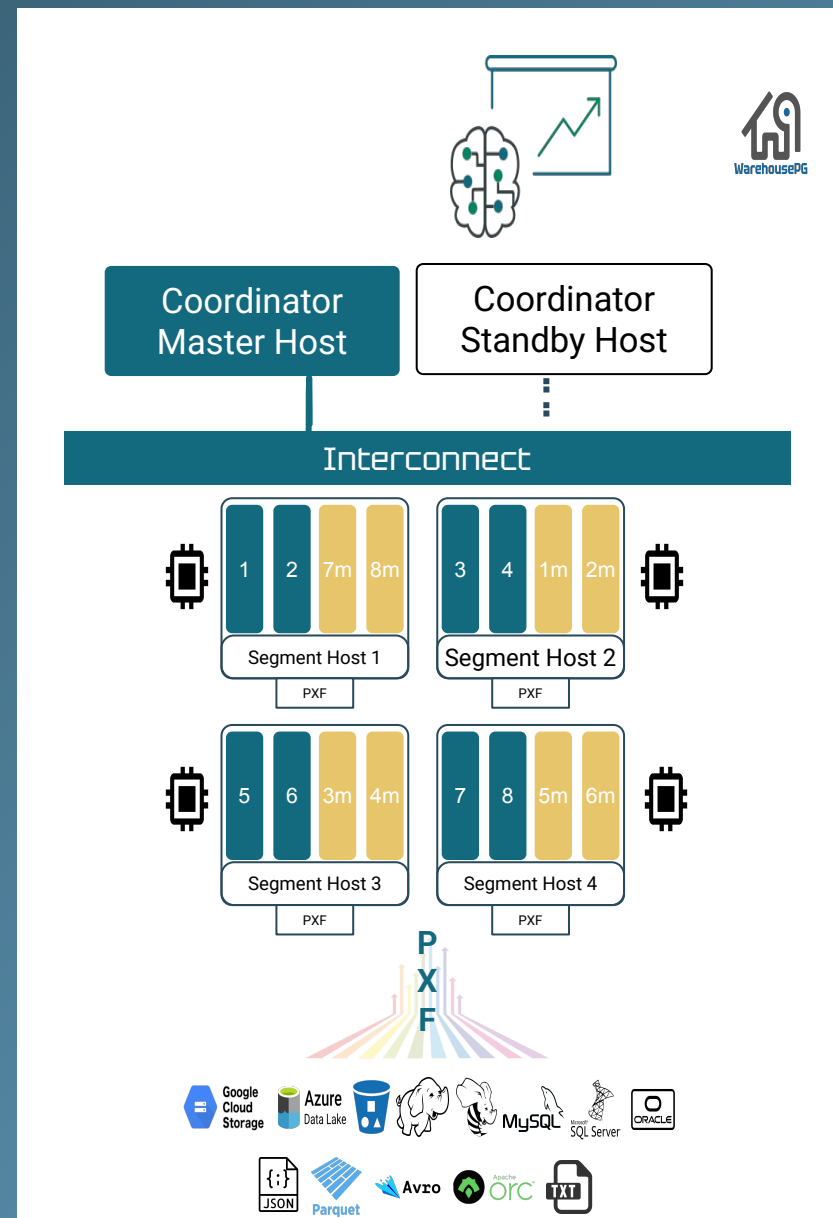 WarehousePG
Coordinator
Master Host
Coordinator
Standby Host
Interconnect
1 2 7m 8m
Segment Host 1
PXF
3 4 1m 2m
Segment Host 2
PXF
5 6 3m 4m
Segment Host 3
PXF
7 8 5m 6m
Segment Host 4
PXF
P
X
F
Google
Cloud
Storage
Azure
Data Lake
MySQL
Microsoft
SQL Server
ORACLE
{;}
JSON
Parquet
Avro
Apache
ORC
TXT